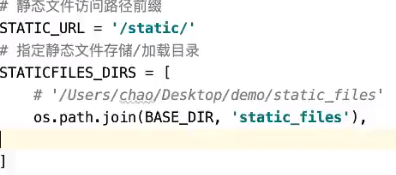 # 静态文件访问路径前缀
STATIC_URL = '/static/'
# 指定静态文件存储/加载目录
STATICFILES_DIRS = [
# '/Users/chao/Desktop/demo/static_files'
os.path.join(BASE_DIR, 'static_files'),
]